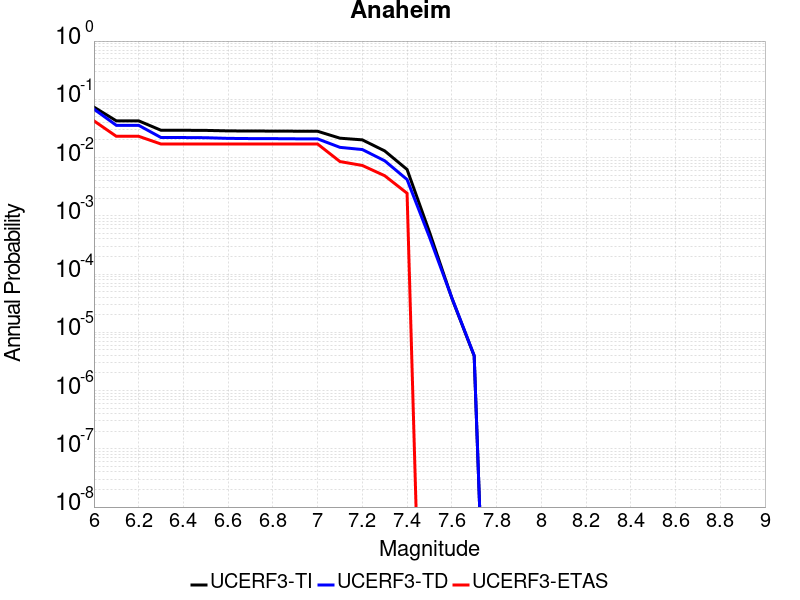 Anaheim
10^0
10^-1
10^-2
10^-3
10^-4
10^-5
10^-6
10^-7
10^-8
Annual Probability
6 6.2 6.4 6.6 6.8 7 7.2 7.4 7.6 7.8 8 8.2 8.4 8.6 8.8 9
Magnitude
UCERF3-TI UCERF3-TD UCERF3-ETAS